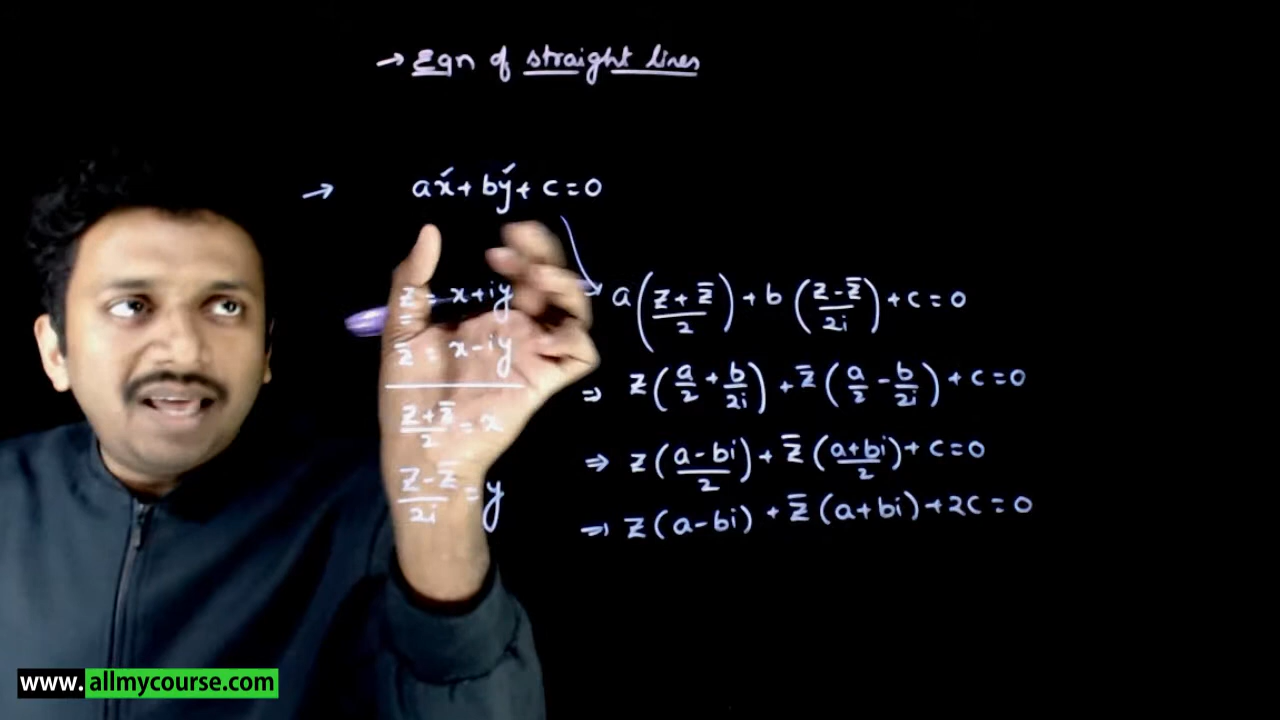 → Eqn of straight lines
→ ax + by + c = 0
z = x + iy
z̄ = x - iy
(z + z̄)/2 = x
(z - z̄)/2i = y
a((z + z̄)/2) + b((z - z̄)/2i) + c = 0
⇒ z(a/2 + b/2i) + z̄(a/2 - b/2i) + c = 0
⇒ z((a - bi)/2) + z̄((a + bi)/2) + c = 0
⇒ z(a - bi) + z̄(a + bi) + 2c = 0
www.allmycourse.com